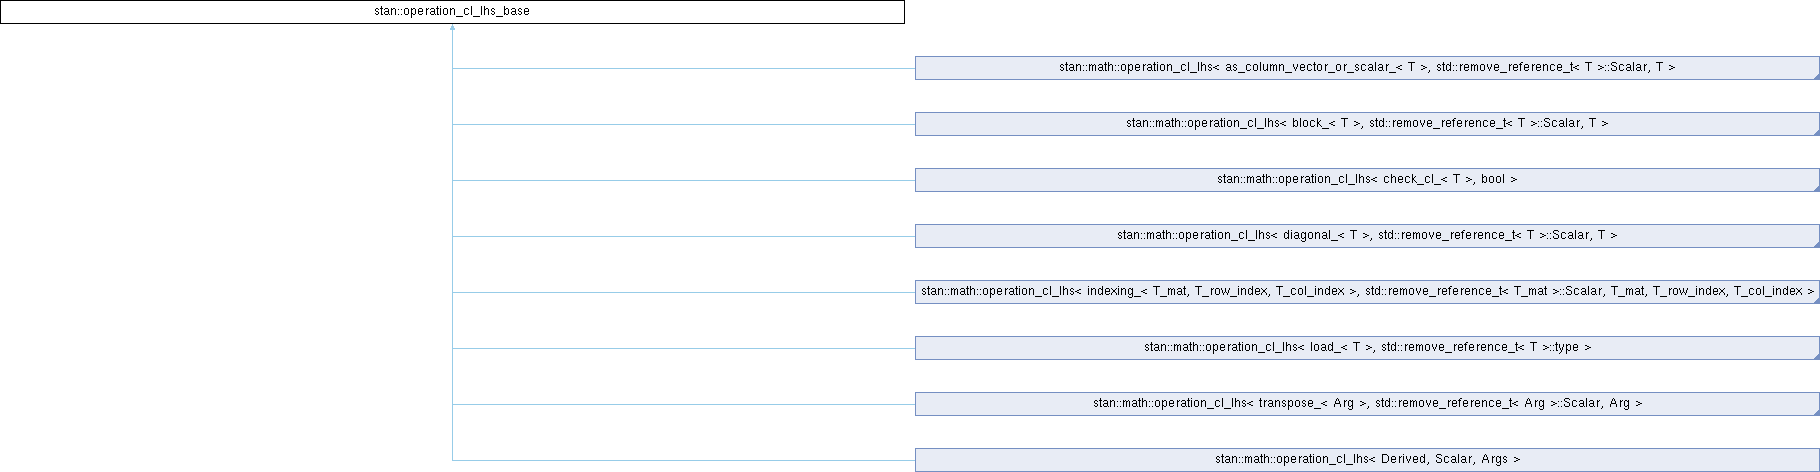 stan::operation_cl_lhs_base
stan::math::operation_cl_lhs< as_column_vector_or_scalar_< T >, std::remove_reference_t< T >::Scalar, T >
stan::math::operation_cl_lhs< block_< T >, std::remove_reference_t< T >::Scalar, T >
stan::math::operation_cl_lhs< check_cl_< T >, bool >
stan::math::operation_cl_lhs< diagonal_< T >, std::remove_reference_t< T >::Scalar, T >
stan::math::operation_cl_lhs< indexing_< T_mat, T_row_index, T_col_index >, std::remove_reference_t< T_mat >::Scalar, T_mat, T_row_index, T_col_index >
stan::math::operation_cl_lhs< load_< T >, std::remove_reference_t< T >::type >
stan::math::operation_cl_lhs< transpose_< Arg >, std::remove_reference_t< Arg >::Scalar, Arg >
stan::math::operation_cl_lhs< Derived, Scalar, Args >